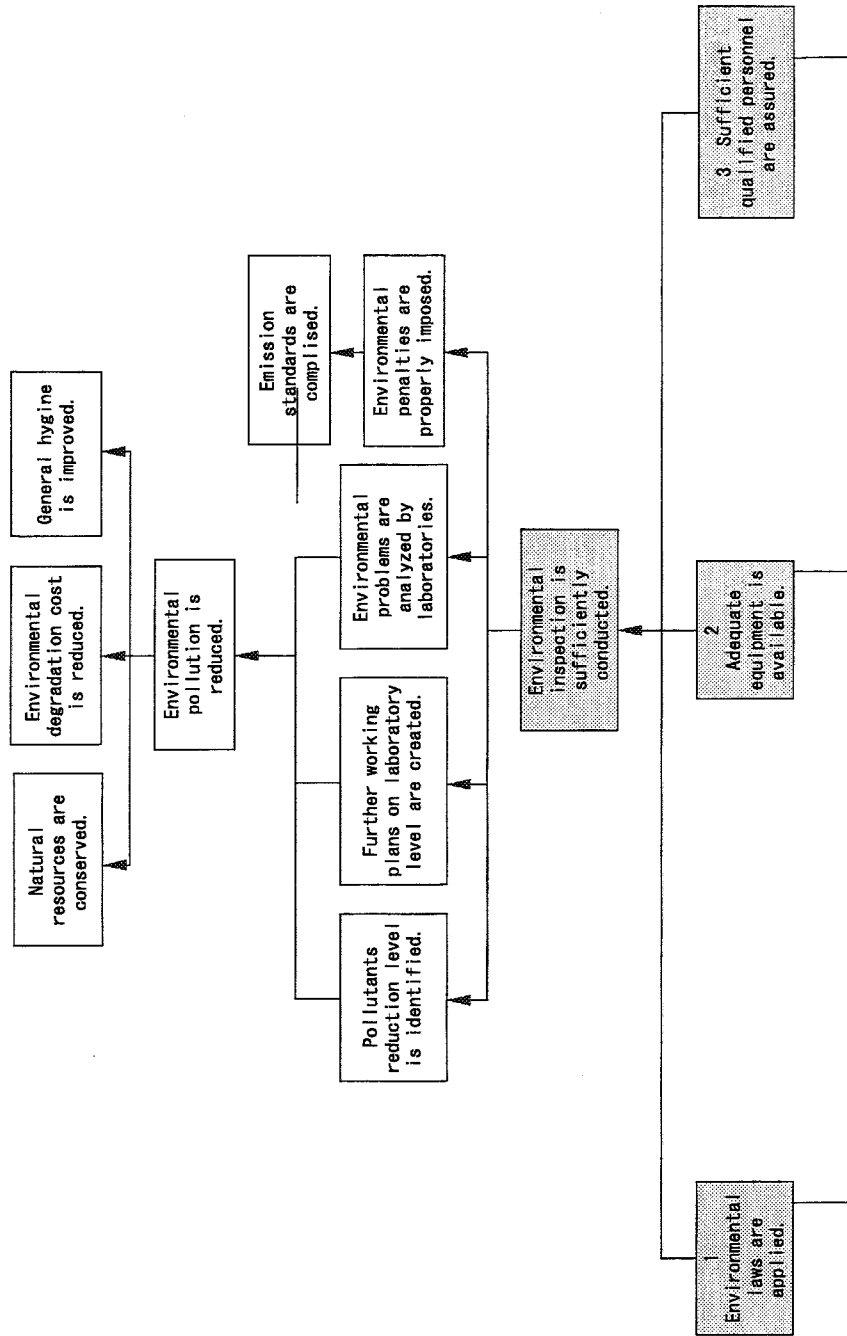 Natural
resources are
conserved.
Environmental
degradation cost
is reduced.
General hygine
is improved.
Environmental
pollution is
reduced.
Pollutants
reduction level
is identified.
Further working
plans on laboratory
level are created.
Environmental
problems are
analyzed by
laboratories.
Emission
standards are
complised.
Environmental
penalties are
properly imposed.
Environmental
inspection is
sufficiently
conducted.
1
Environmental
laws are
applied.
2
Adequate
equipment is
available.
3 Sufficient
qualified personnel
are assured.